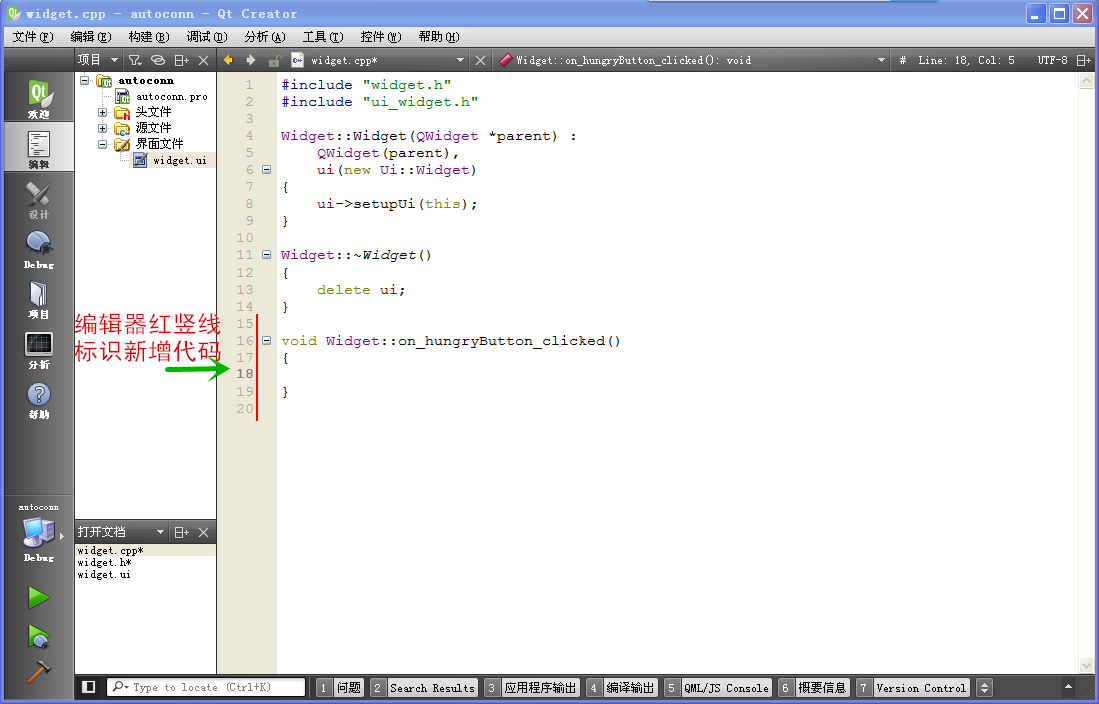 widget.cpp - autoconn - Qt Creator
文件(F) 编辑(E) 构建(B) 调试(D) 分析(A) 工具(T) 控件(W) 帮助(H)
项目 widget.cpp* Widget::on_hungryButton_clicked(): void # Line: 18, Col: 5 UTF-8
Qt
欢迎
编辑
设计
Debug
项目
分析
帮助
autoconn
Debug
autoconn
autoconn.pro
头文件
源文件
界面文件
widget.ui
打开文档
widget.cpp*
widget.h*
widget.ui
1 #include "widget.h"
2 #include "ui_widget.h"
3
4 Widget::Widget(QWidget *parent) :
5 QWidget(parent),
6 ui(new Ui::Widget)
7 {
8 ui->setupUi(this);
9 }
10
11 Widget::~Widget()
12 {
13 delete ui;
14 }
15
16 void Widget::on_hungryButton_clicked()
17 {
18
19 }
20
编辑器红竖线
标识新增代码
Type to locate (Ctrl+K) 1 问题 2 Search Results 3 应用程序输出 4 编译输出 5 QML/JS Console 6 概要信息 7 Version Control